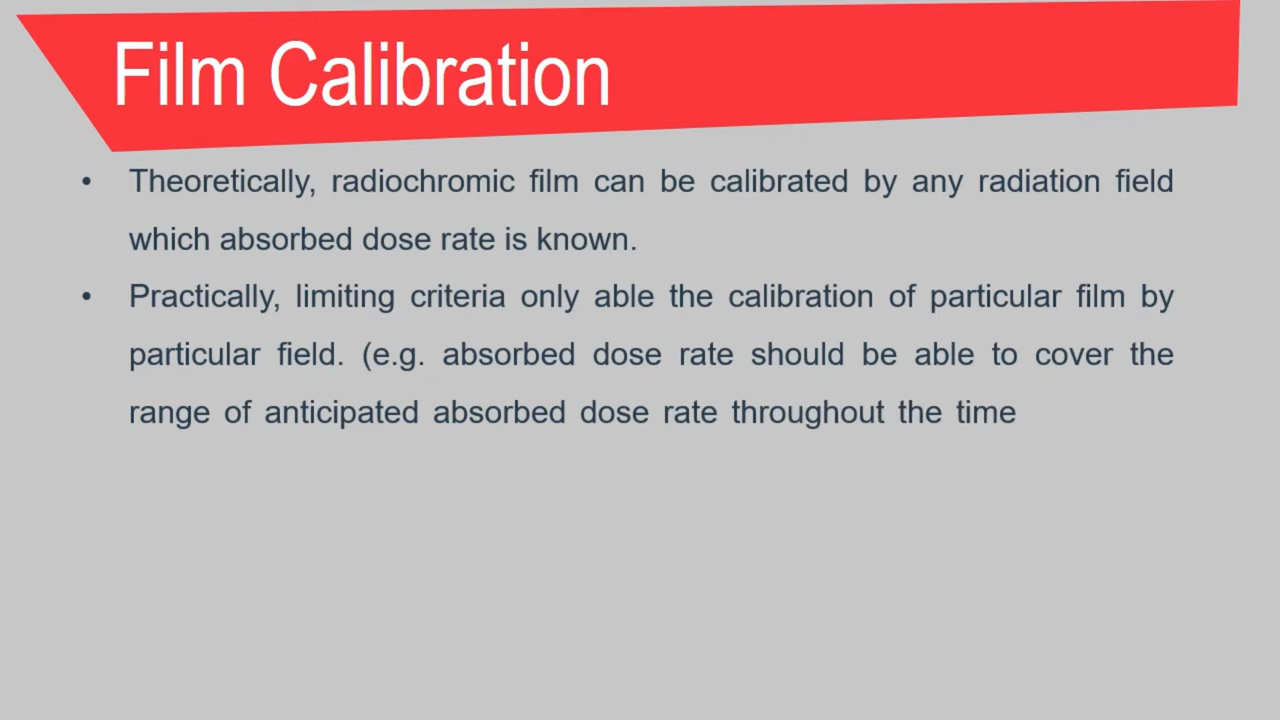 Film Calibration
• Theoretically, radiochromic film can be calibrated by any radiation field
which absorbed dose rate is known.
• Practically, limiting criteria only able the calibration of particular film by
particular field. (e.g. absorbed dose rate should be able to cover the
range of anticipated absorbed dose rate throughout the time